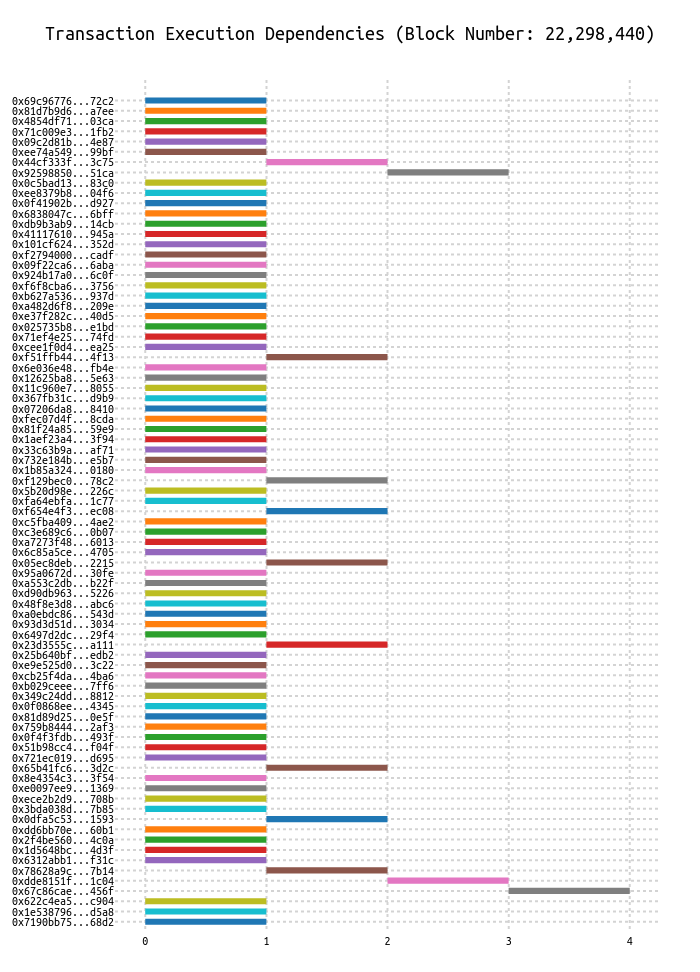 Transaction Execution Dependencies (Block Number: 22,298,440)
0x69c96776...72c2
0x81d7b9d6...a7ee
0x4854df71...03ca
0x71c009e3...1fb2
0x09c2d81b...4e87
0xee74a549...99bf
0x44cf333f...3c75
0x92598850...51ca
0x0c5bad13...83c0
0xee8379b8...04f6
0x0f41902b...d927
0x6838047c...6bff
0xdb9b3ab9...14cb
0x41117610...945a
0x101cf624...352d
0xf2794000...cadf
0x09f22ca6...6aba
0x924b17a0...6c0f
0xf6f8cba6...3756
0xb627a536...937d
0xa482d6f8...209e
0xe37f282c...40d5
0x025735b8...e1bd
0x71ef4e25...74fd
0xcee1f0d4...ea25
0xf51ffb44...4f13
0x6e036e48...fb4e
0x12625ba8...5e63
0x11c960e7...8055
0x367fb31c...d9b9
0x07206da8...8410
0xfec07d4f...8cda
0x81f24a85...59e9
0x1aef23a4...3f94
0x33c63b9a...af71
0x732e184b...e5b7
0x1b85a324...0180
0xf129bec0...78c2
0x5b20d98e...226c
0xfa64ebfa...1c77
0xf654e4f3...ec08
0xc5fba409...4ae2
0xc3e689c6...0b07
0xa7273f48...6013
0x6c85a5ce...4705
0x05ec8deb...2215
0x95a0672d...30fe
0xa553c2db...b22f
0xd90db963...5226
0x48f8e3d8...abc6
0xa0ebdc86...543d
0x93d3d51d...3034
0x6497d2dc...29f4
0x23d3555c...a111
0x25b640bf...edb2
0xe9e525d0...3c22
0xcb25f4da...4ba6
0xb029ceee...7ff6
0x349c24dd...8812
0x0f0868ee...4345
0x81d89d25...0e5f
0x759b8444...2af3
0x0f4f3fdb...493f
0x51b98cc4...f04f
0x721ec019...d695
0x65b41fc6...3d2c
0x8e4354c3...3f54
0xe0097ee9...1369
0xece2b2d9...708b
0x3bda038d...7b85
0x0dfa5c53...1593
0xdd6bb70e...60b1
0x2f4be560...4c0a
0x1d5648bc...4d3f
0x6312abb1...f31c
0x78628a9c...7b14
0xdde8151f...1c04
0x67c86cae...456f
0x622c4ea5...c904
0x1e538796...d5a8
0x7190bb75...68d2
0 1 2 3 4